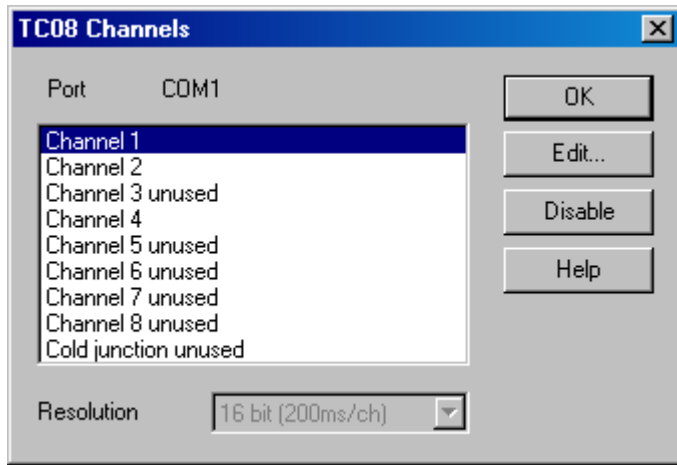 TC08 Channels
Port COM1
OK
Channel 1
Edit...
Channel 2
Channel 3 unused
Channel 4
Disable
Channel 5 unused
Channel 6 unused
Help
Channel 7 unused
Channel 8 unused
Cold junction unused
Resolution 16 bit (200ms/ch)